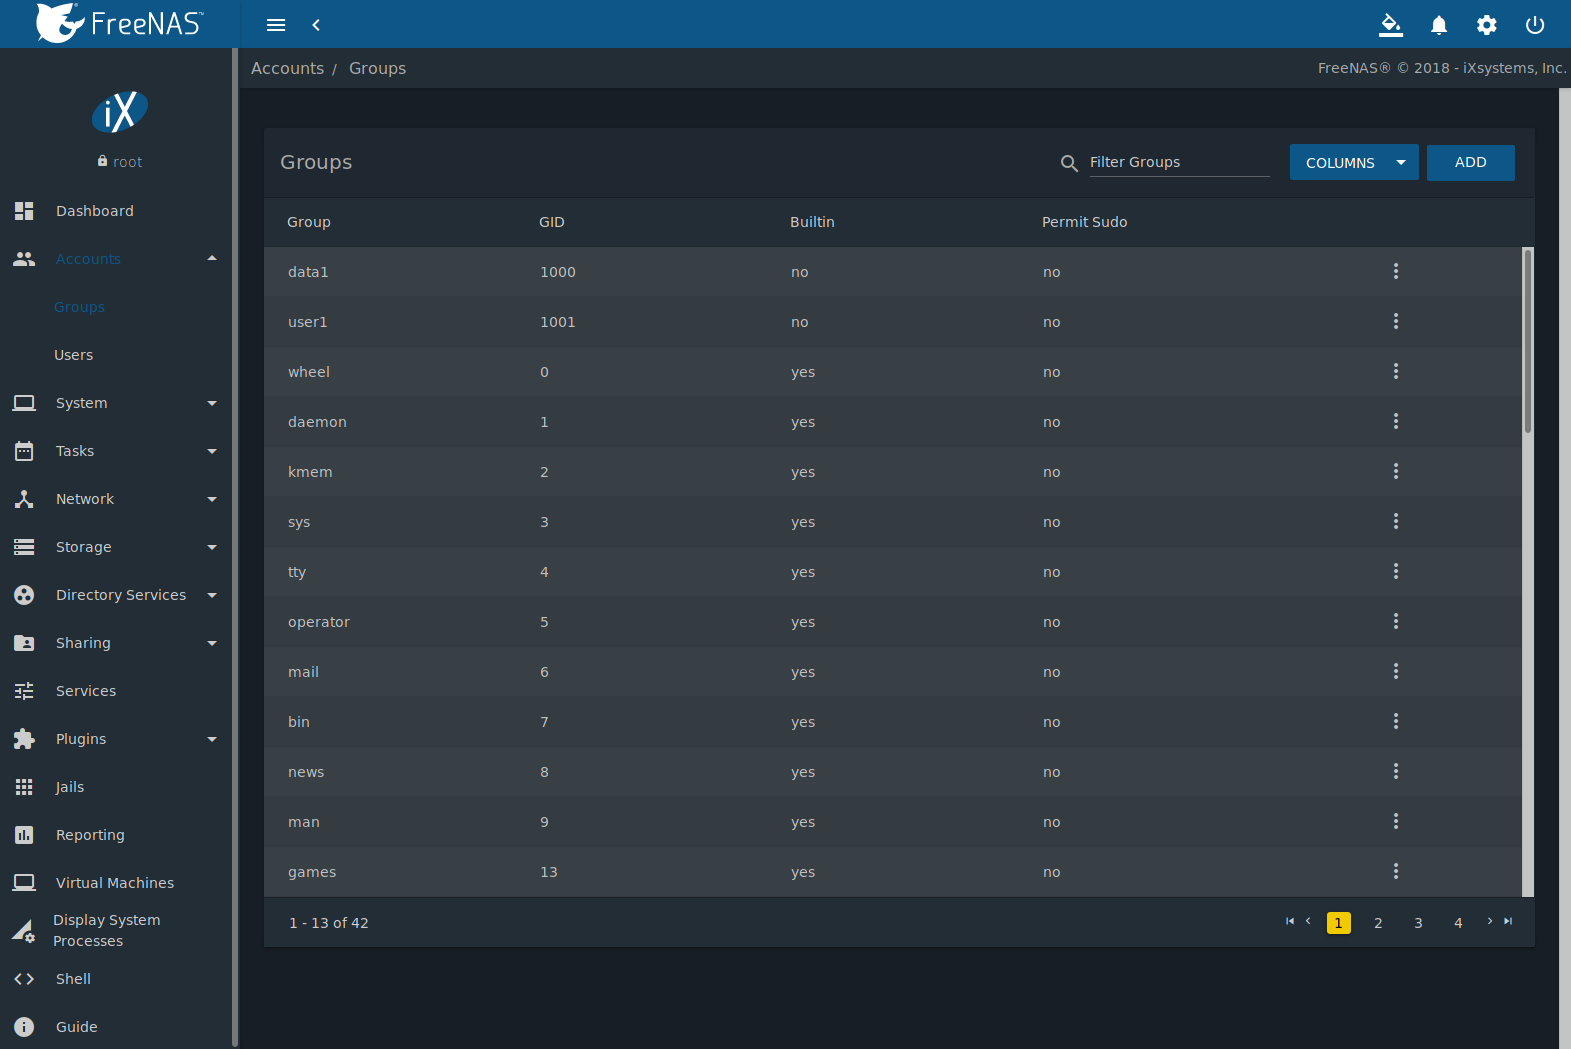 FreeNAS™
Accounts / Groups
FreeNAS® © 2018 - iXsystems, Inc.
iX
root
Dashboard
Accounts
Groups
Users
System
Tasks
Network
Storage
Directory Services
Sharing
Services
Plugins
Jails
Reporting
Virtual Machines
Display System
Processes
Shell
Guide
Groups
Filter Groups
COLUMNS
ADD
Group GID Builtin Permit Sudo
data1 1000 no no
user1 1001 no no
wheel 0 yes no
daemon 1 yes no
kmem 2 yes no
sys 3 yes no
tty 4 yes no
operator 5 yes no
mail 6 yes no
bin 7 yes no
news 8 yes no
man 9 yes no
games 13 yes no
1 - 13 of 42
1 2 3 4